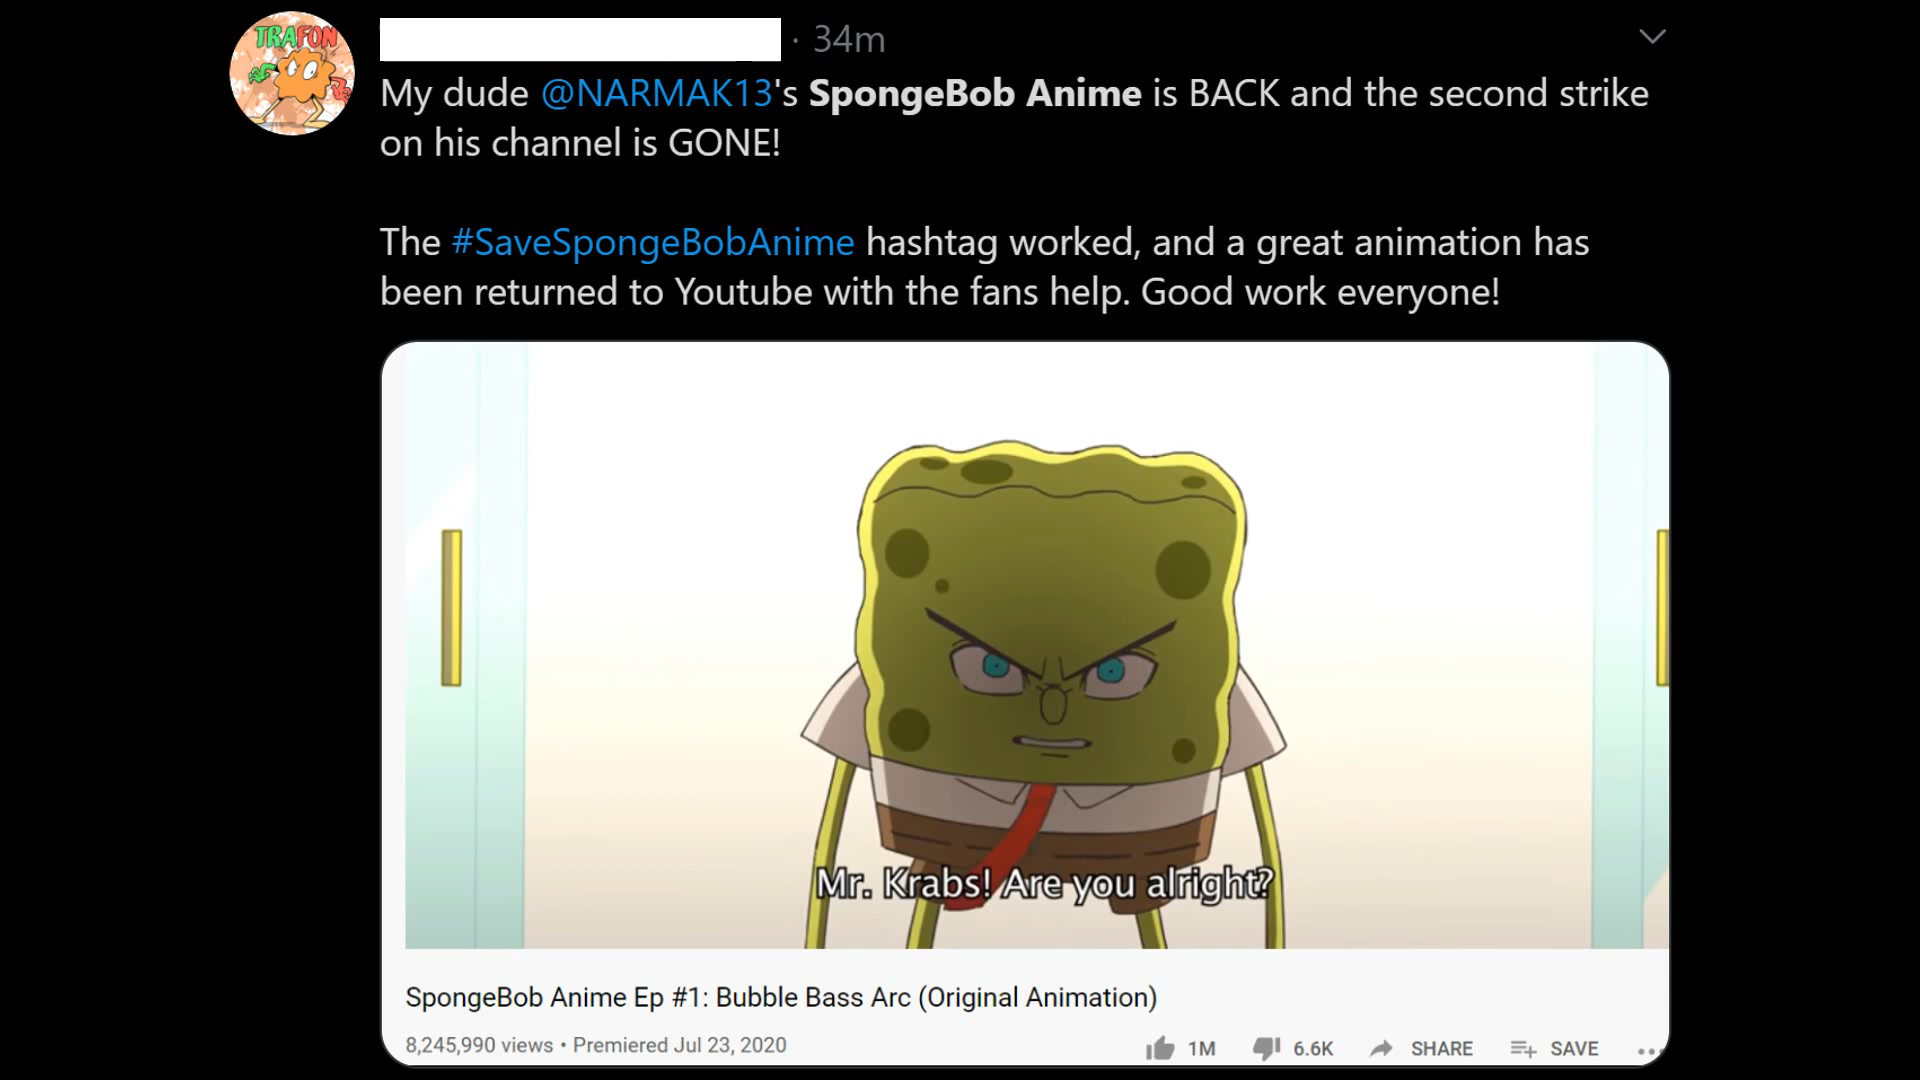 TRAFON
· 34m
My dude @NARMAK13's SpongeBob Anime is BACK and the second strike
on his channel is GONE!
The #SaveSpongeBobAnime hashtag worked, and a great animation has
been returned to Youtube with the fans help. Good work everyone!
Mr. Krabs! Are you alright?
SpongeBob Anime Ep #1: Bubble Bass Arc (Original Animation)
8,245,990 views • Premiered Jul 23, 2020 1M 6.6K SHARE SAVE